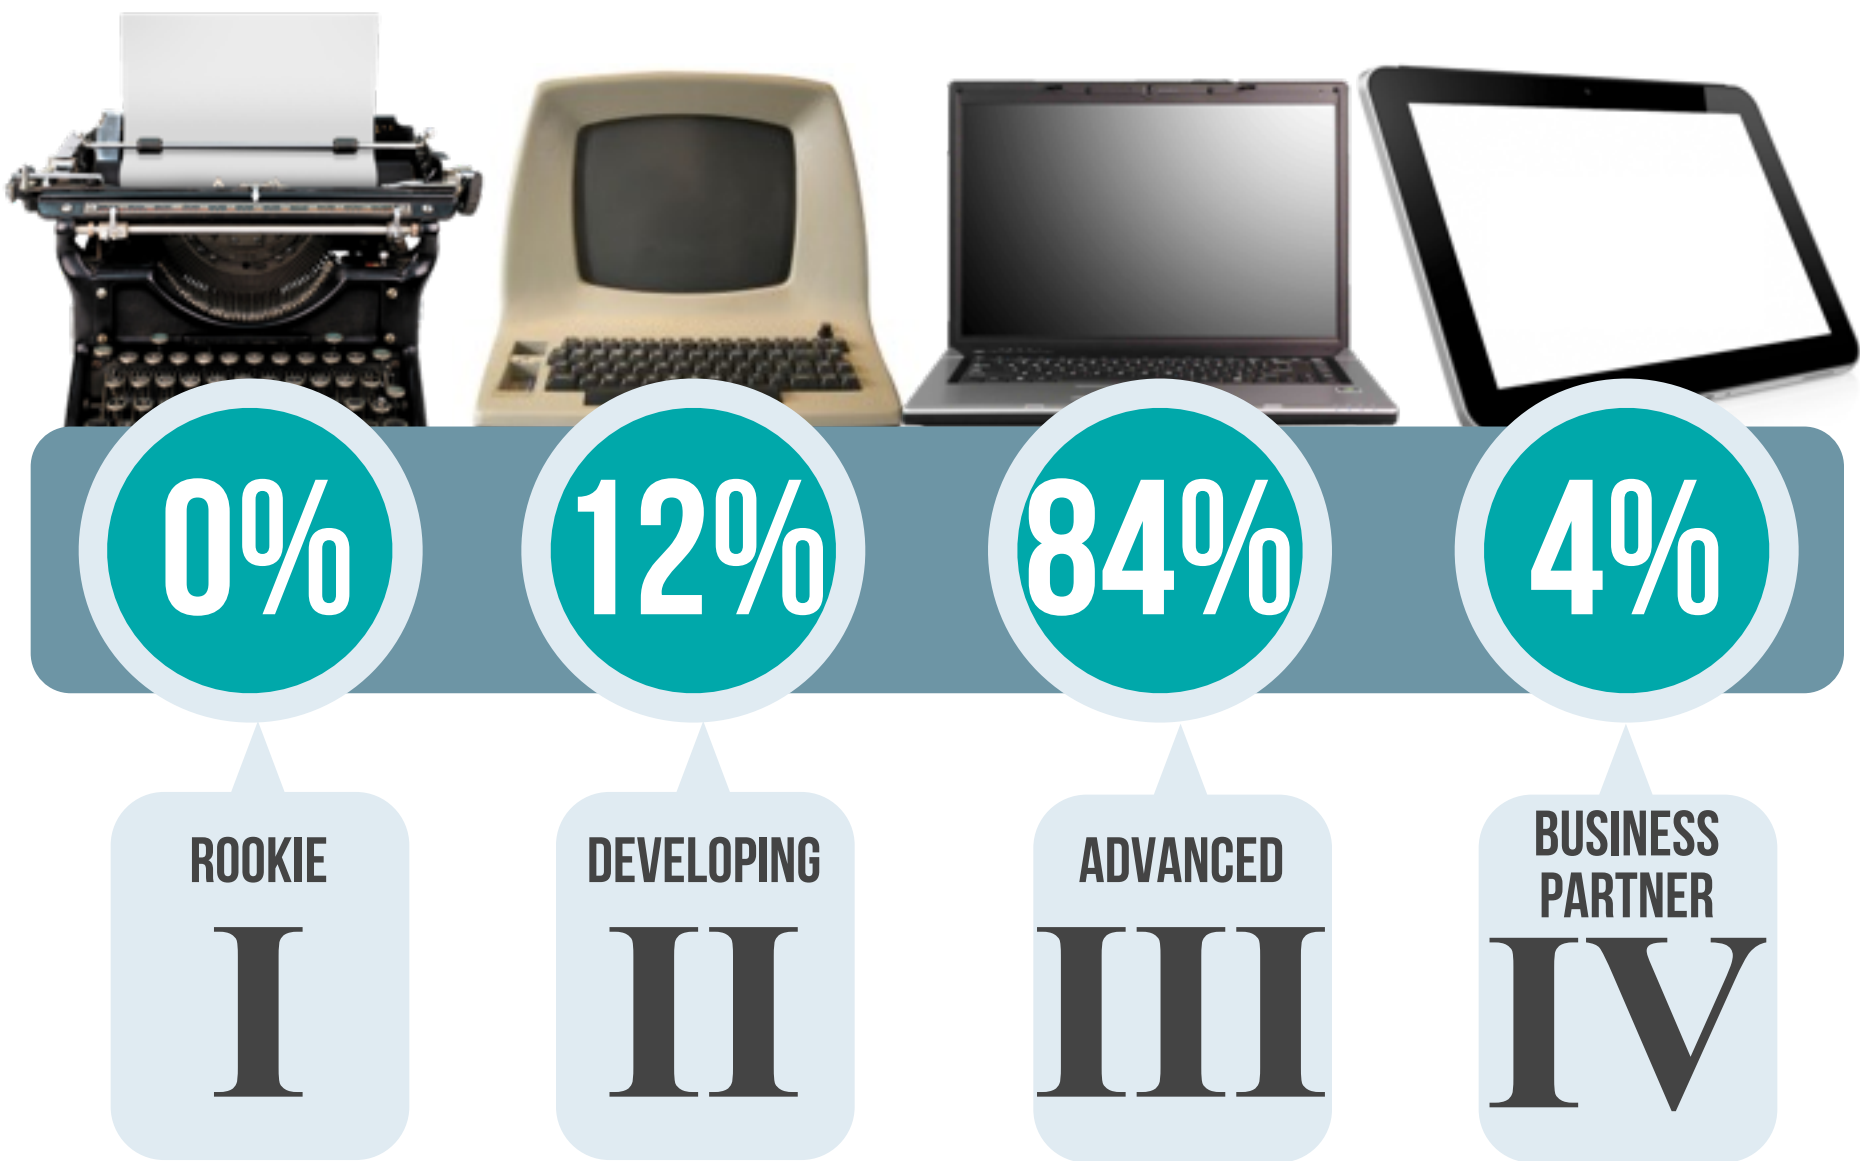 0%
12%
84%
4%
ROOKIE
I
DEVELOPING
II
ADVANCED
III
BUSINESS
PARTNER
IV